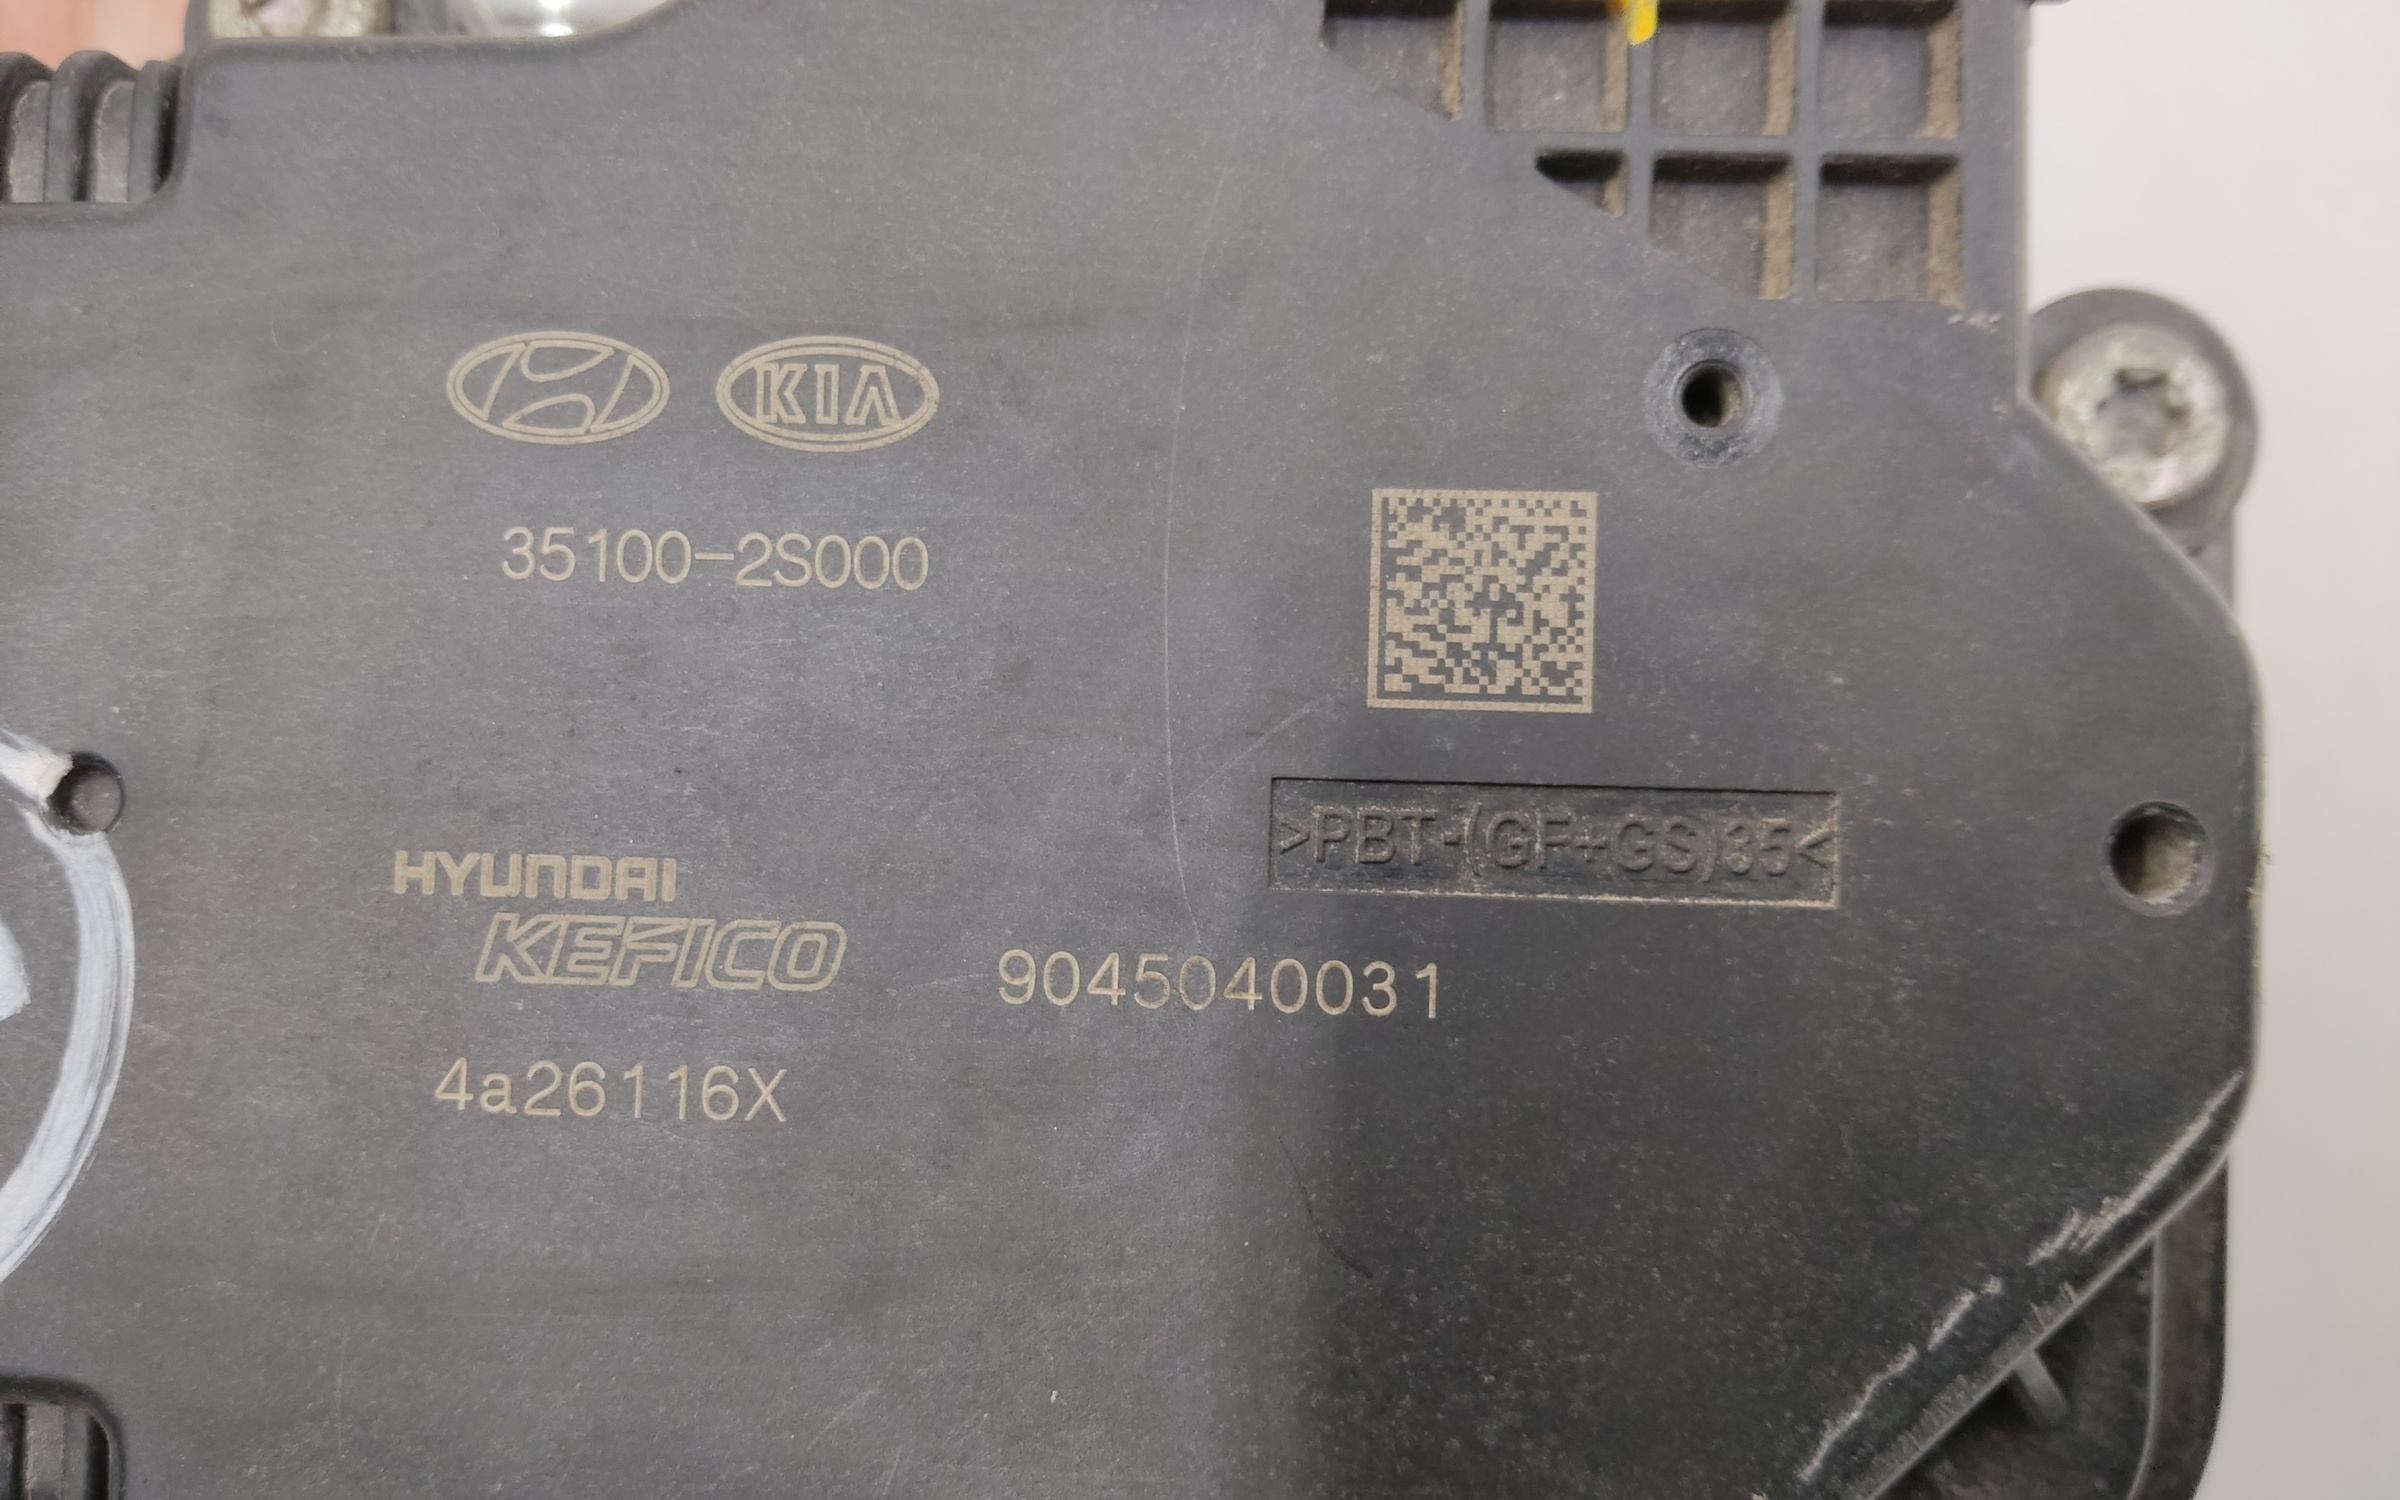 KIA
35100-2S000
>PBT-(GF+GS)35<
HYUNDAI
KEFICO
9045040031
4a26116X